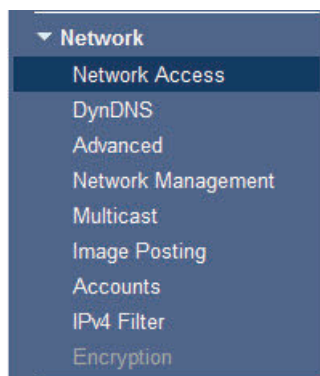 Network
Network Access
DynDNS
Advanced
Network Management
Multicast
Image Posting
Accounts
IPv4 Filter
Encryption